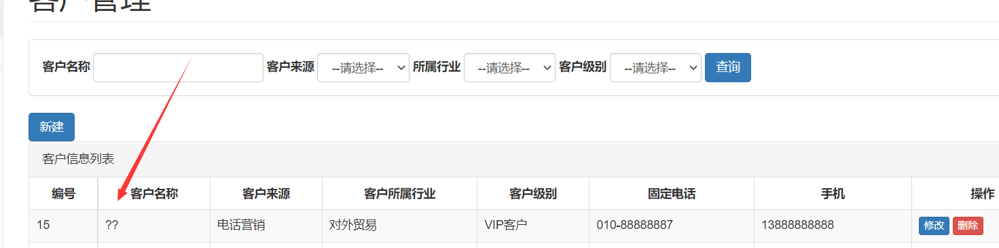 客户管理
客户名称 客户来源 --请选择-- 所属行业 --请选择-- 客户级别 --请选择-- 查询
新建
客户信息列表
编号 客户名称 客户来源 客户所属行业 客户级别 固定电话 手机 操作
15 ?? 电话营销 对外贸易 VIP客户 010-88888887 13888888888 修改 删除